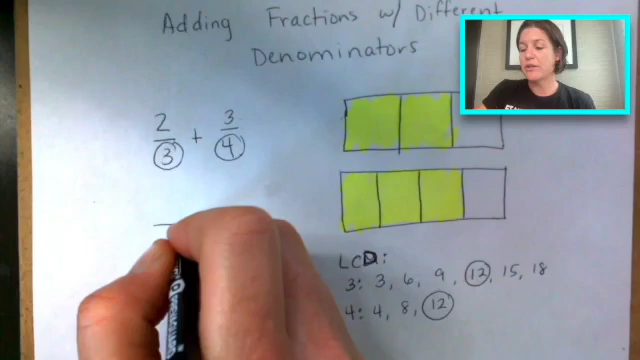 Adding Fractions w/ Different
Denominators
2/3 + 3/4
LCD:
3: 3, 6, 9, 12, 15, 18
4: 4, 8, 12